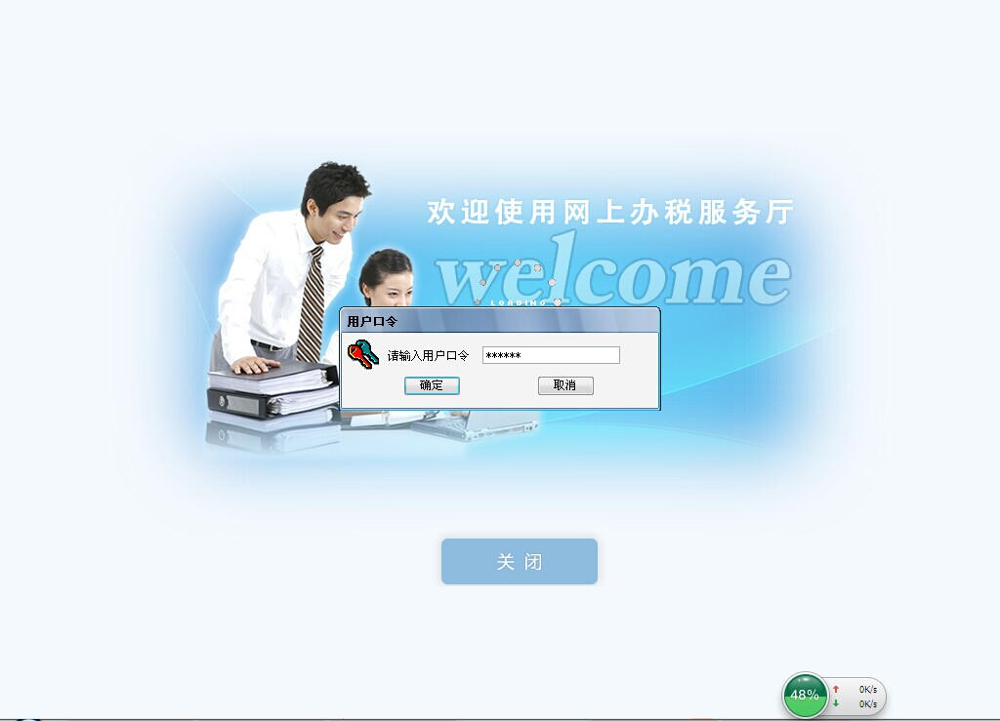 欢迎使用网上办税服务厅
welcome
LOADING
用户口令
请输入用户口令 ******
确定 取消
关 闭
48% 0K/s
0K/s